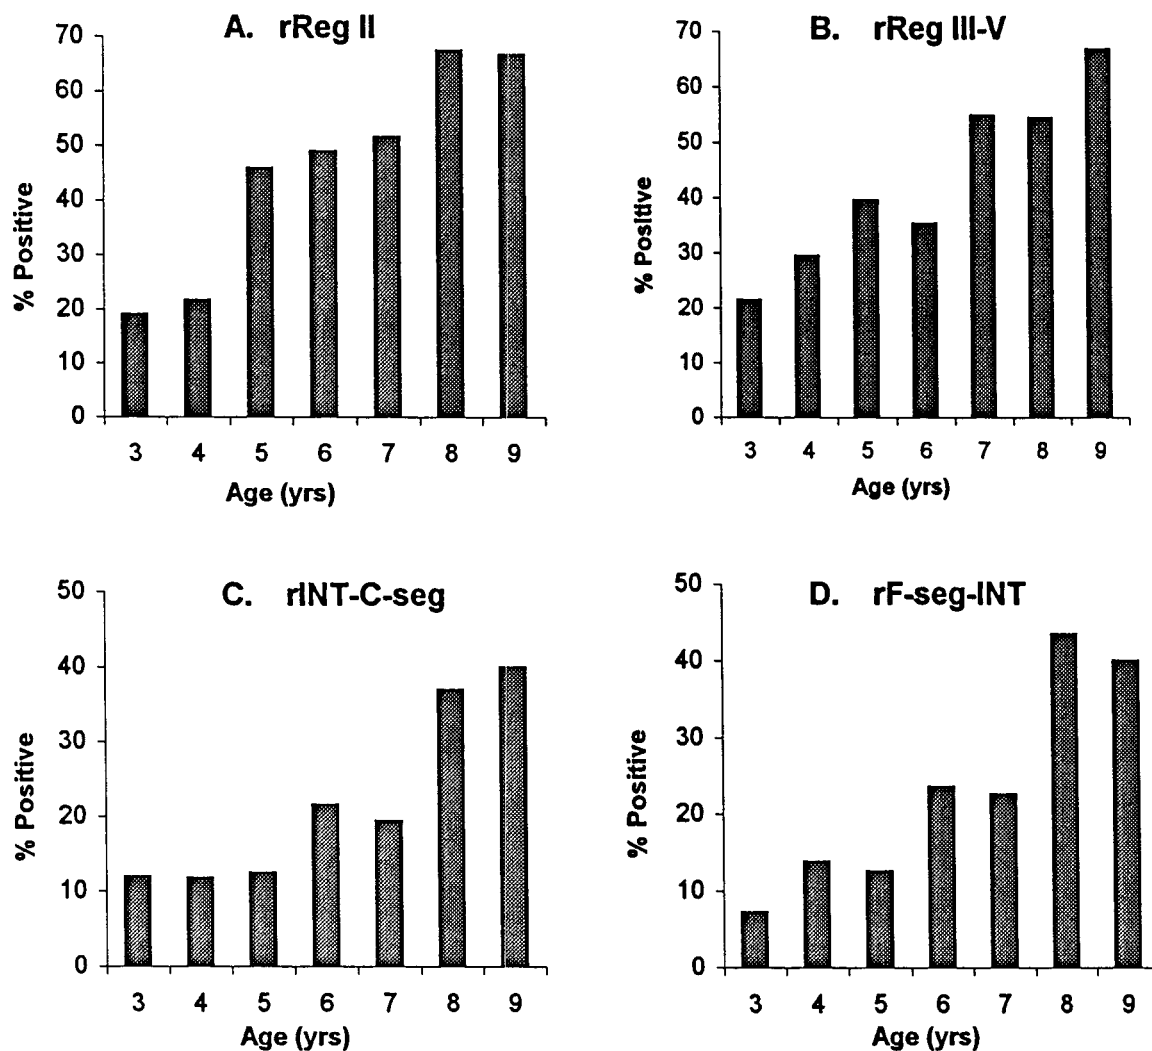 A. rReg II
70
60
50
40
30
20
10
0
% Positive
3 4 5 6 7 8 9
Age (yrs)
B. rReg III-V
70
60
50
40
30
20
10
0
% Positive
3 4 5 6 7 8 9
Age (yrs)
C. rINT-C-seg
50
40
30
20
10
0
% Positive
3 4 5 6 7 8 9
Age (yrs)
D. rF-seg-INT
50
40
30
20
10
0
% Positive
3 4 5 6 7 8 9
Age (yrs)